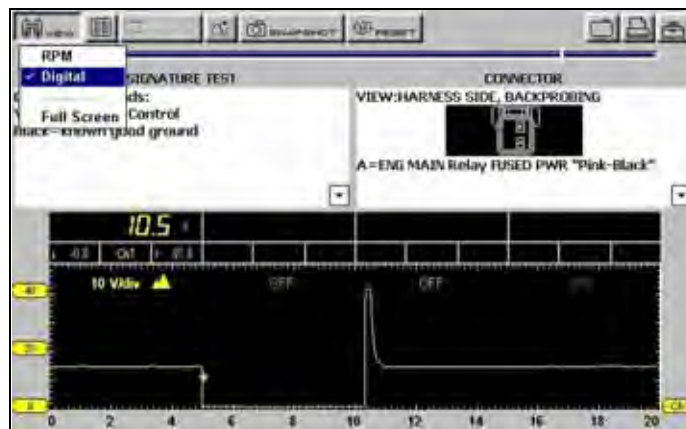 VIEW
SNAPSHOT
RESET
RPM
✓ Digital
Full Screen
SIGNATURE TEST
ds:
Control
Black=known good ground
CONNECTOR
VIEW:HARNESS SIDE, BACKPROBING
A=ENG MAIN Relay FUSED PWR "Pink-Black"
10.5
10 V/div
OFF
OFF
40
20
0
0 2 4 6 8 10 12 14 16 18 20